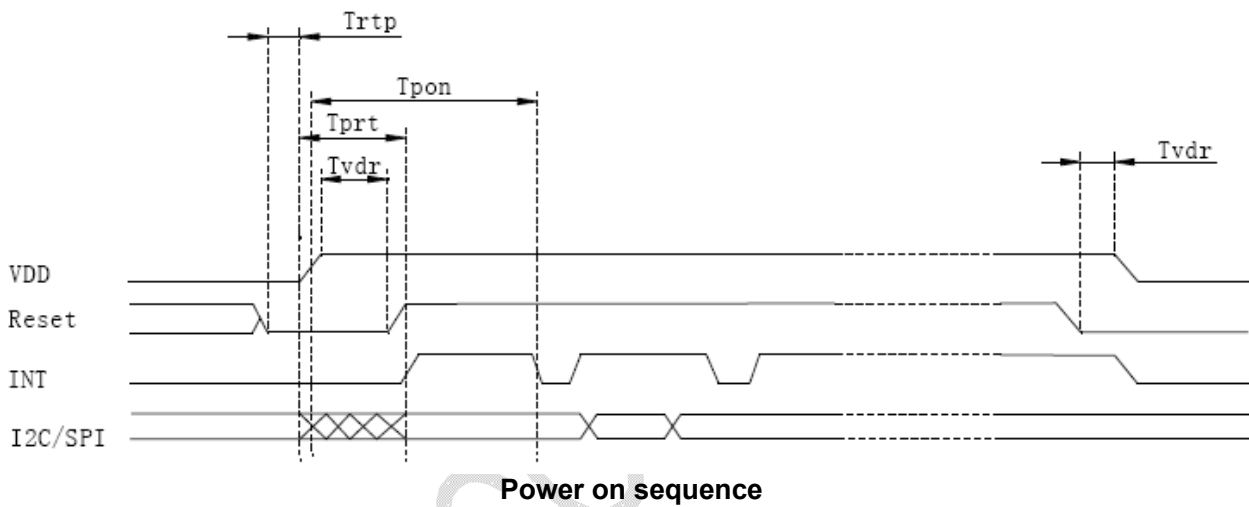 Trtp
Tpon
Tprt
Tvdr
Tvdr
VDD
Reset
INT
I2C/SPI
Power on sequence